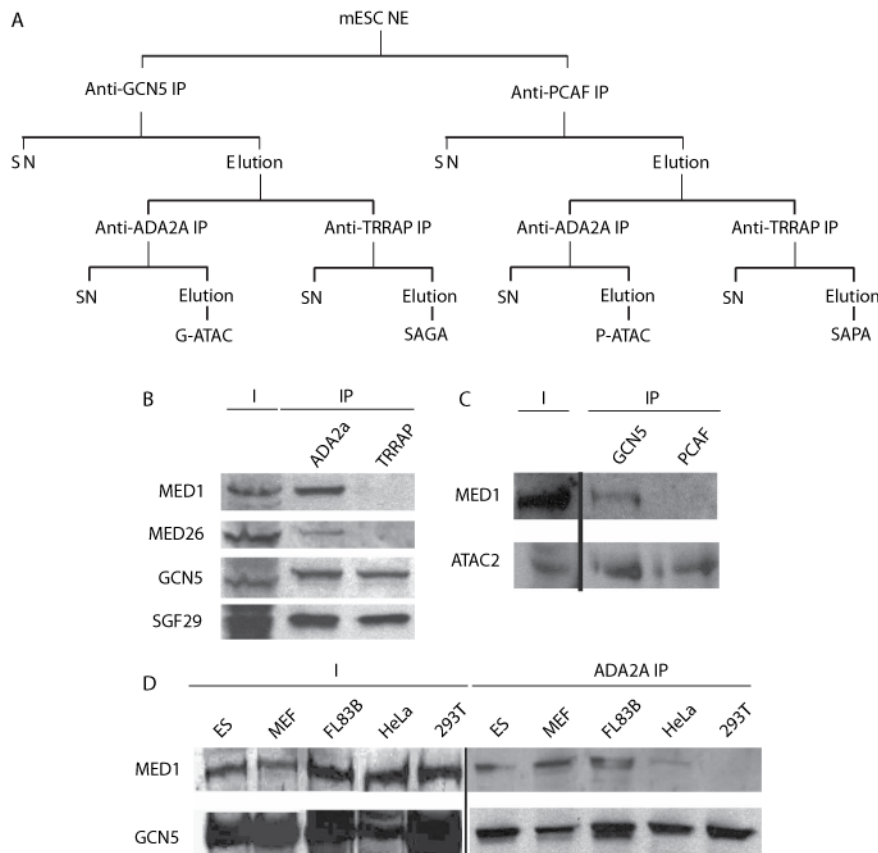 A
mESC NE
Anti-GCN5 IP
Anti-PCAF IP
SN
Elution
SN
Elution
Anti-ADA2A IP
Anti-TRRAP IP
Anti-ADA2A IP
Anti-TRRAP IP
SN
Elution
SN
Elution
SN
Elution
SN
Elution
G-ATAC
SAGA
P-ATAC
SAPA
B
I
IP
ADA2a
TRRAP
MED1
MED26
GCN5
SGF29
C
I
IP
GCN5
PCAF
MED1
ATAC2
D
I
ADA2A IP
ES
MEF
FL83B
HeLa
293T
ES
MEF
FL83B
HeLa
293T
MED1
GCN5